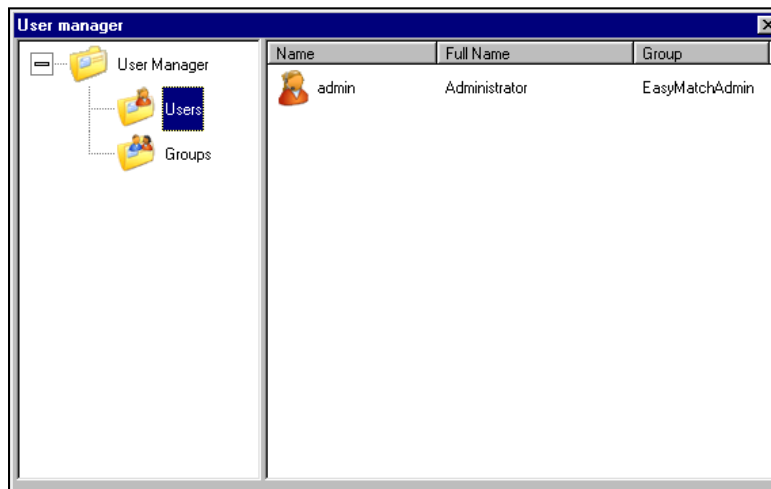 User manager
User Manager
Users
Groups
Name Full Name Group
admin Administrator EasyMatchAdmin